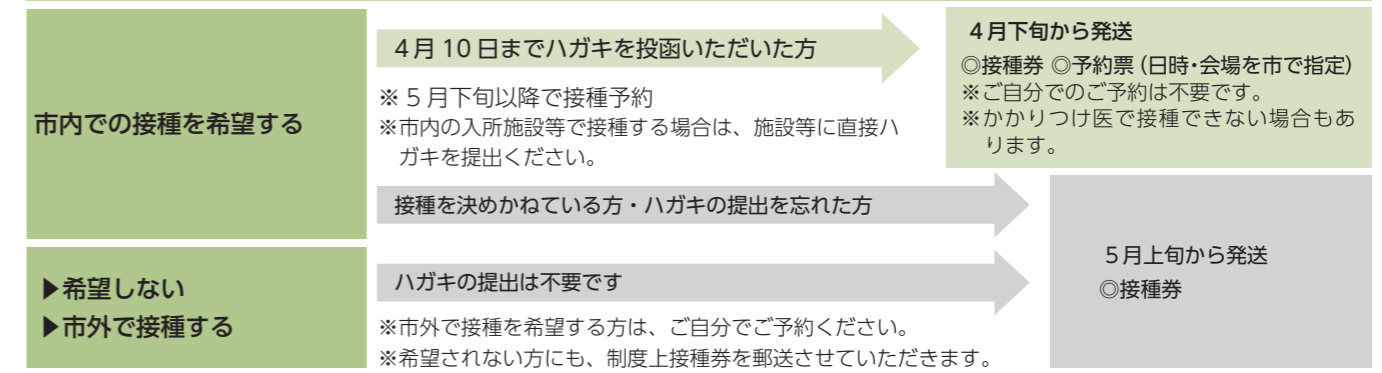 市内での接種を希望する
4月10日までハガキを投函いただいた方
※5月下旬以降で接種予約
※市内の入所施設等で接種する場合は、施設等に直接ハ
ガキを提出ください。
4月下旬から発送
◎接種券 ◎予約票(日時・会場を市で指定)
※ご自分でのご予約は不要です。
※かかりつけ医で接種できない場合もあ
ります。
接種を決めかねている方・ハガキの提出を忘れた方
▶希望しない
▶市外で接種する
ハガキの提出は不要です
※市外で接種を希望する方は、ご自分でご予約ください。
※希望されない方にも、制度上接種券を郵送させていただきます。
5月上旬から発送
◎接種券